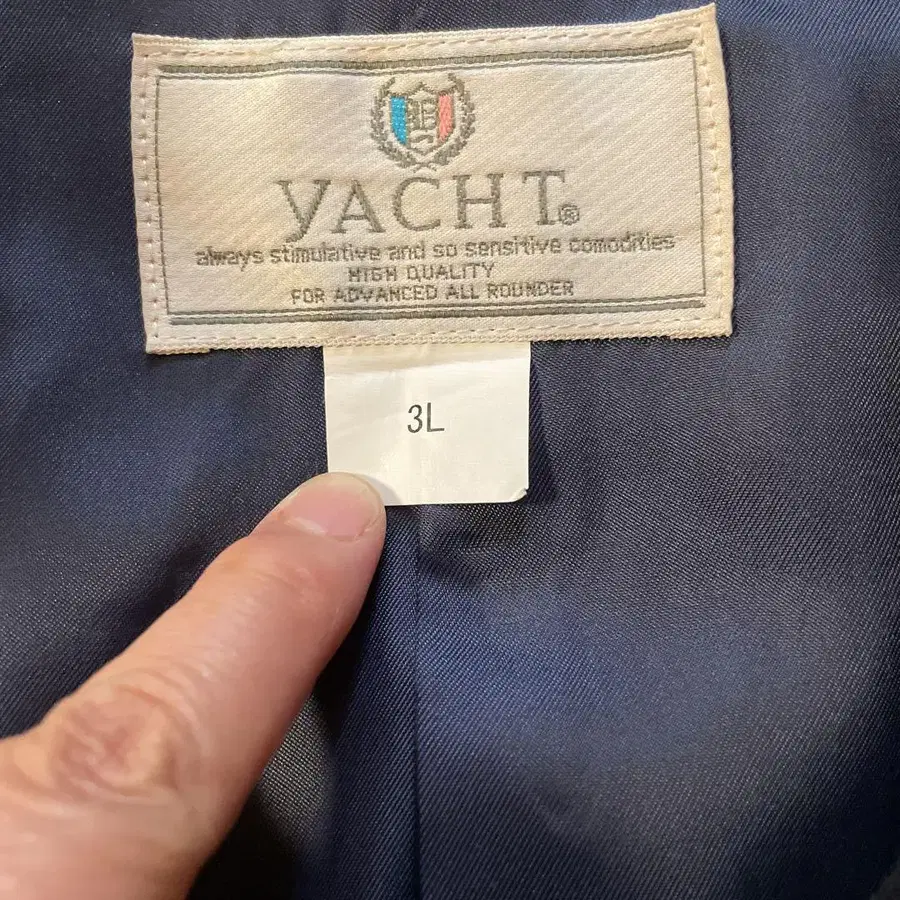 YACHT®
always stimulative and so sensitive comodities
HIGH QUALITY
FOR ADVANCED ALL ROUNDER
3L